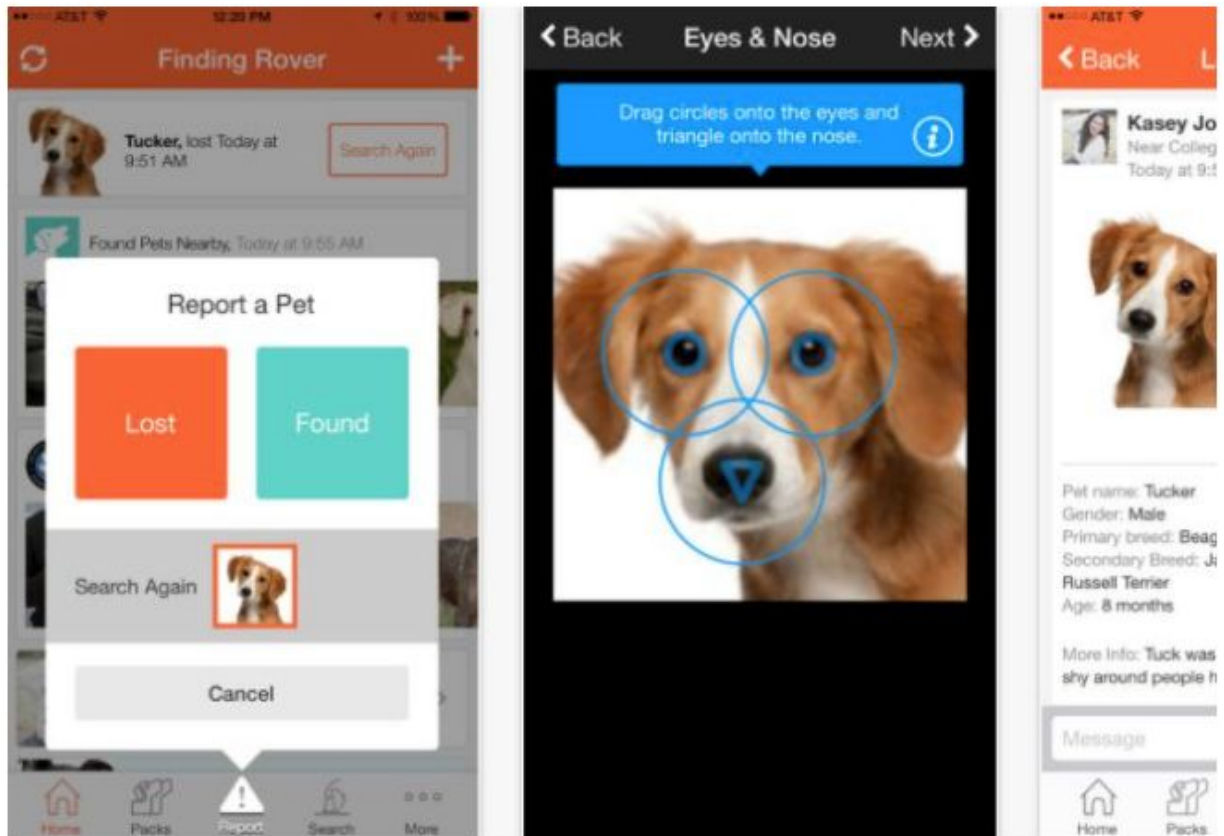 AT&T
12:29 PM
100%
Finding Rover
Tucker, lost Today at
9:51 AM
Search Again
Found Pets Nearby, Today at 9:55 AM
Report a Pet
Lost
Found
Search Again
Cancel
Home
Packs
Report
Search
More
Back
Eyes & Nose
Next
Drag circles onto the eyes and
triangle onto the nose.
i
AT&T
Back
L
Kasey Jo
Near Colleg
Today at 9:5
Pet name: Tucker
Gender: Male
Primary breed: Beag
Secondary Breed: Ja
Russell Terrier
Age: 8 months
More Info: Tuck was
shy around people h
Message
Home
Packs